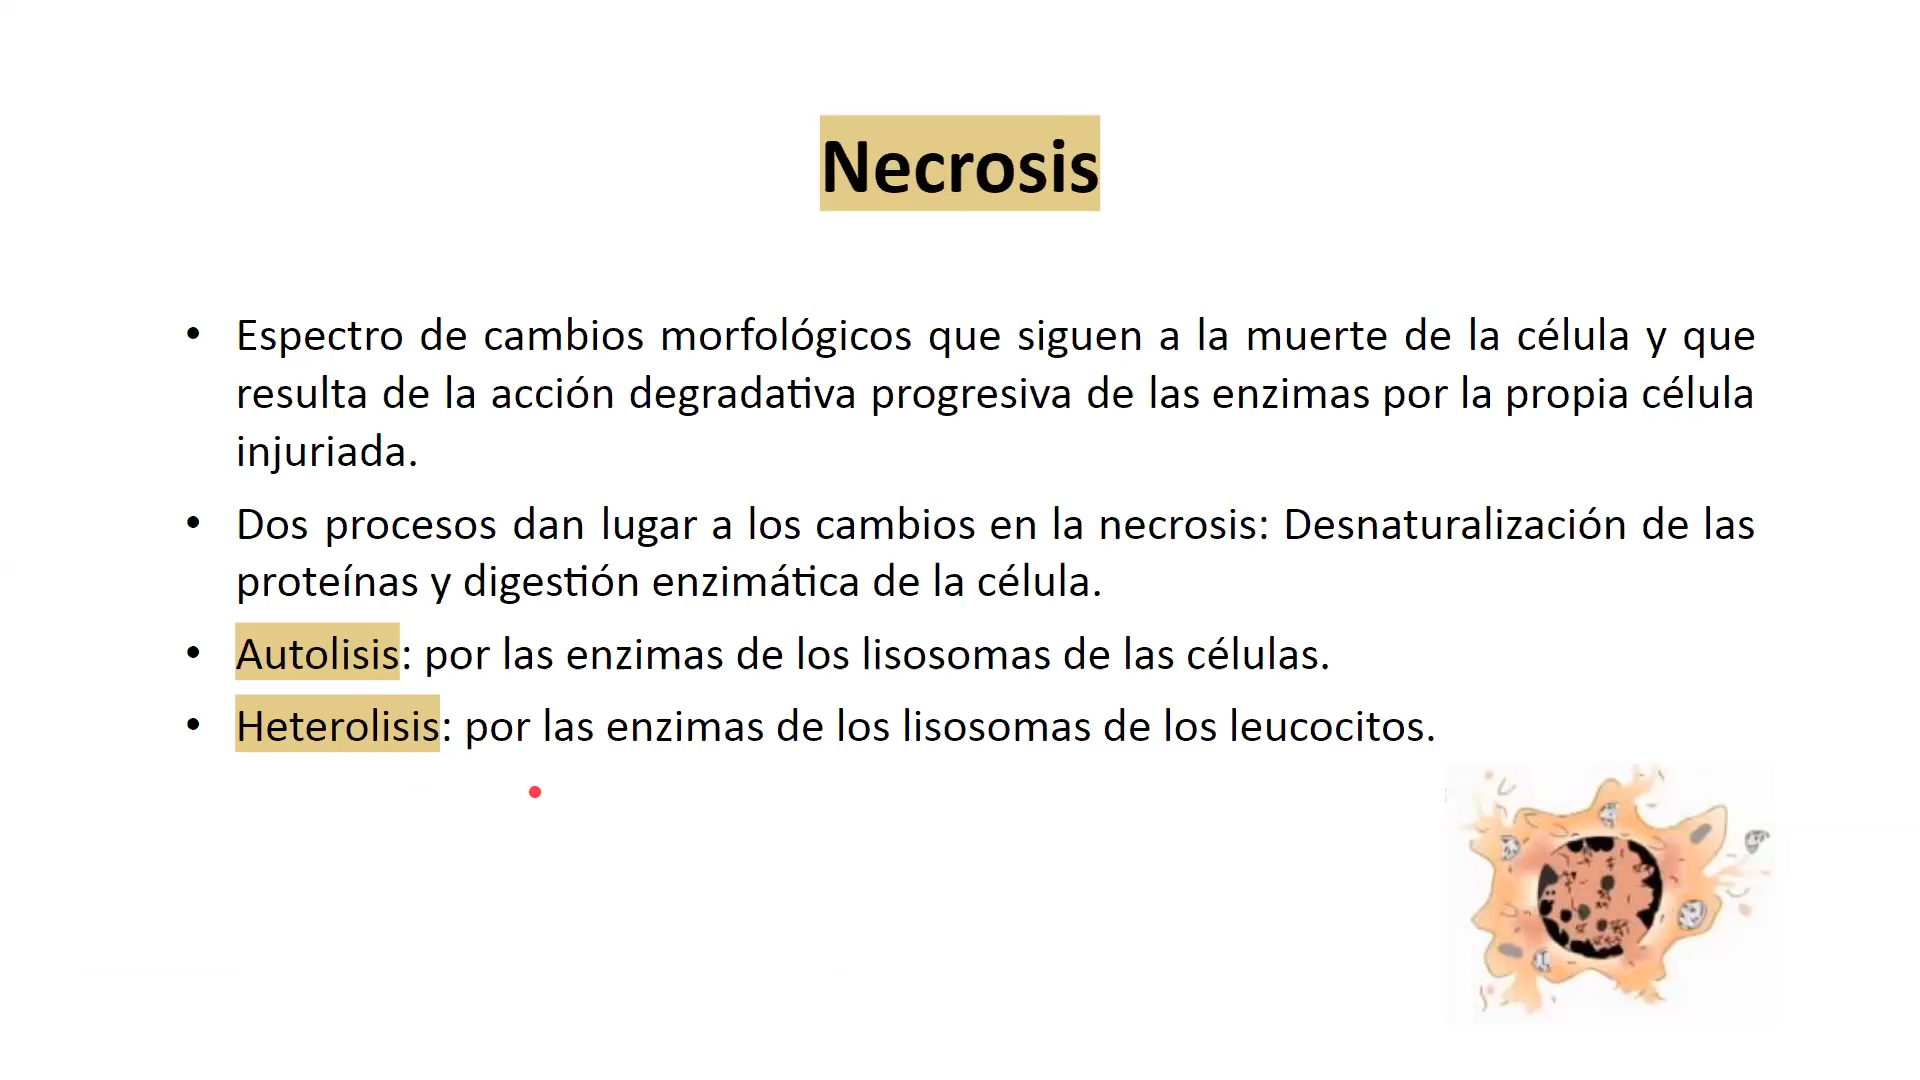 Necrosis
• Espectro de cambios morfológicos que siguen a la muerte de la célula y que
resulta de la acción degradativa progresiva de las enzimas por la propia célula
injuriada.
• Dos procesos dan lugar a los cambios en la necrosis: Desnaturalización de las
proteínas y digestión enzimática de la célula.
• Autolisis: por las enzimas de los lisosomas de las células.
• Heterolisis: por las enzimas de los lisosomas de los leucocitos.